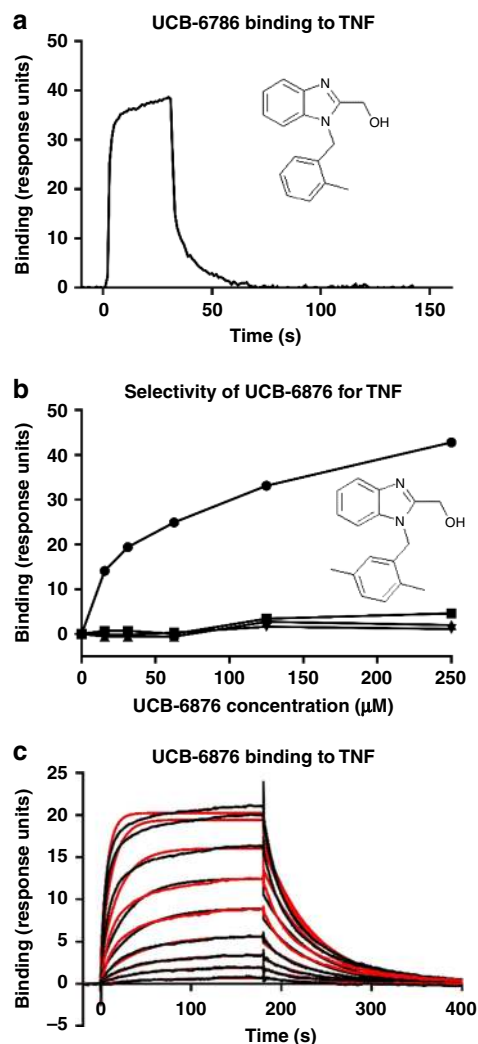 a
UCB-6786 binding to TNF
Binding (response units)
50
40
30
20
10
0
0 50 100 150
Time (s)
N
N
OH
b
Selectivity of UCB-6876 for TNF
Binding (response units)
50
40
30
20
10
0
0 50 100 150 200 250
UCB-6876 concentration (μM)
N
N
OH
c
UCB-6876 binding to TNF
Binding (response units)
25
20
15
10
5
0
–5
0 100 200 300 400
Time (s)